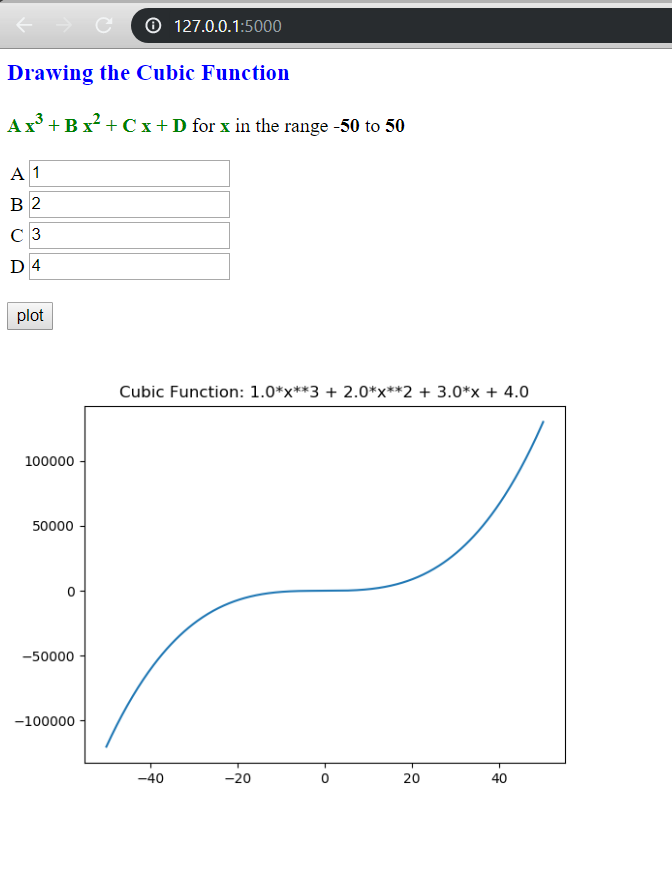 127.0.0.1:5000
Drawing the Cubic Function
A x³ + B x² + C x + D for x in the range -50 to 50
A 1
B 2
C 3
D 4
plot
Cubic Function: 1.0*x**3 + 2.0*x**2 + 3.0*x + 4.0
100000
50000
0
−50000
−100000
−40 −20 0 20 40